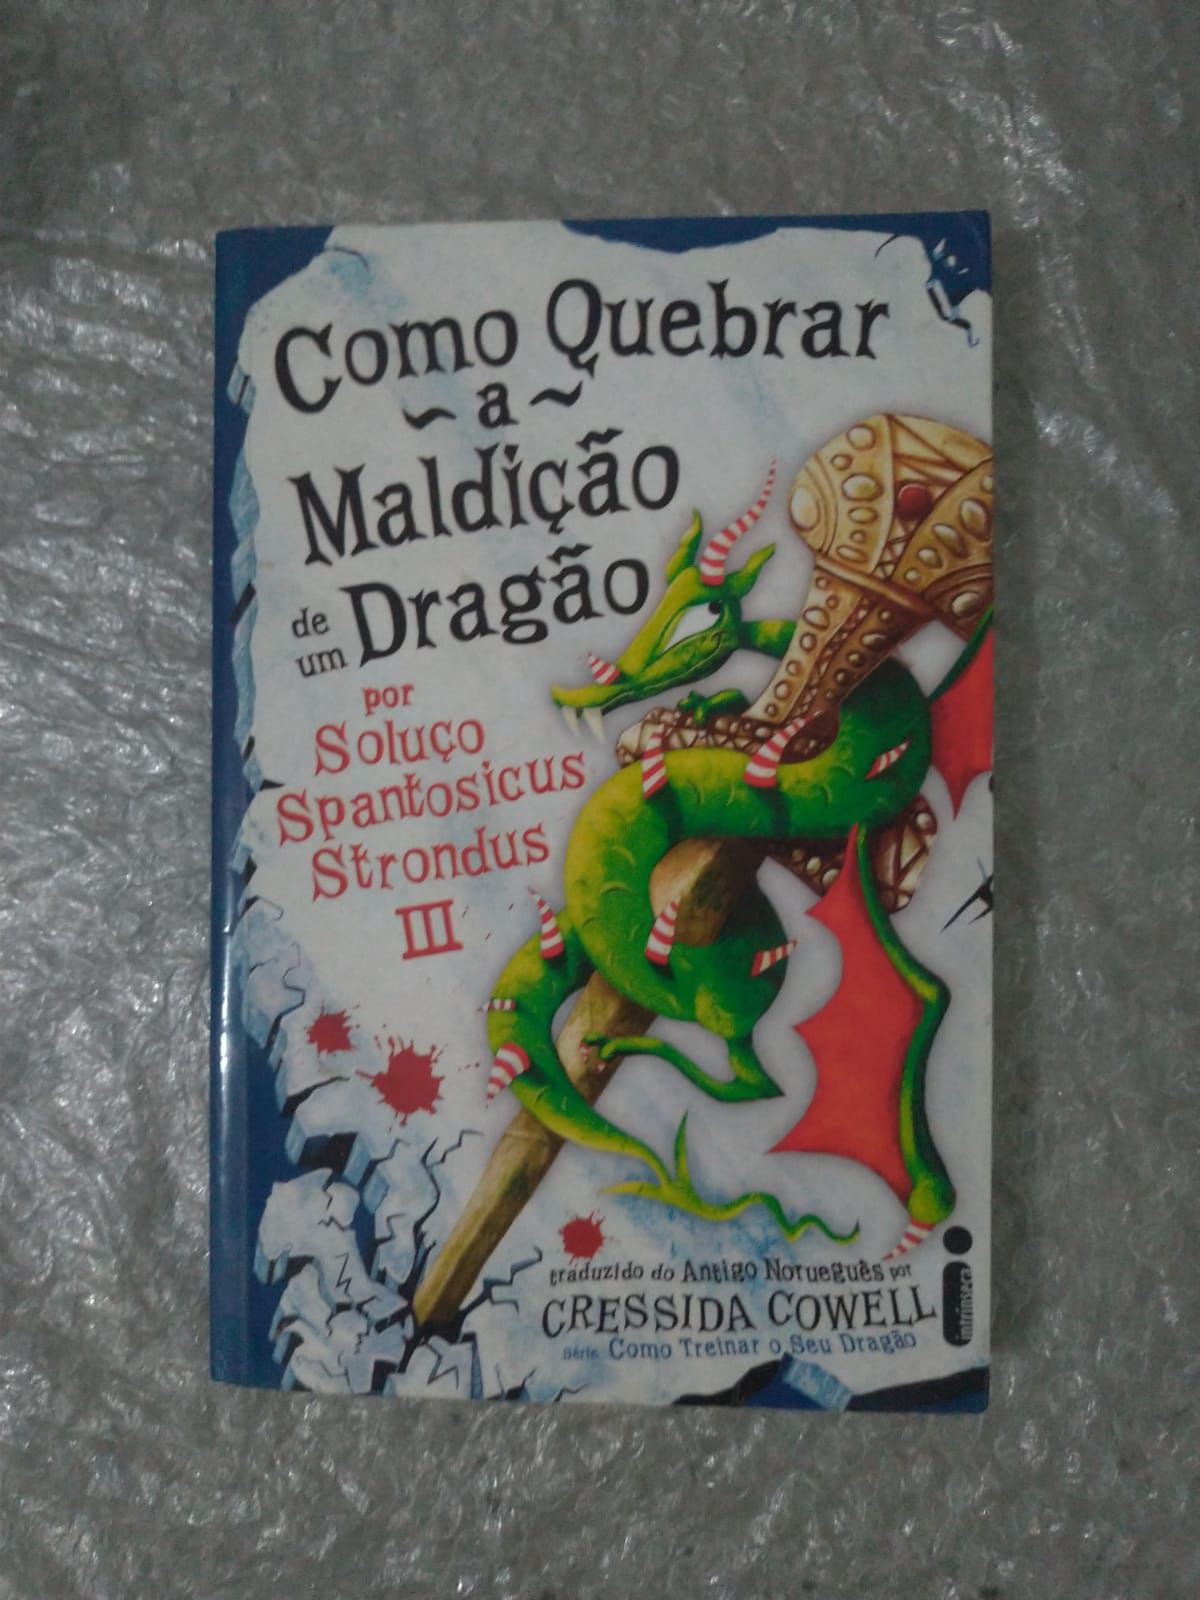 Como Quebrar
~ a ~
Maldição
de um Dragão
por
Soluço
Spantosicus
Strondus
III
traduzido do Antigo Norueguês por
CRESSIDA COWELL
Série Como Treinar o Seu Dragão
intrínseca